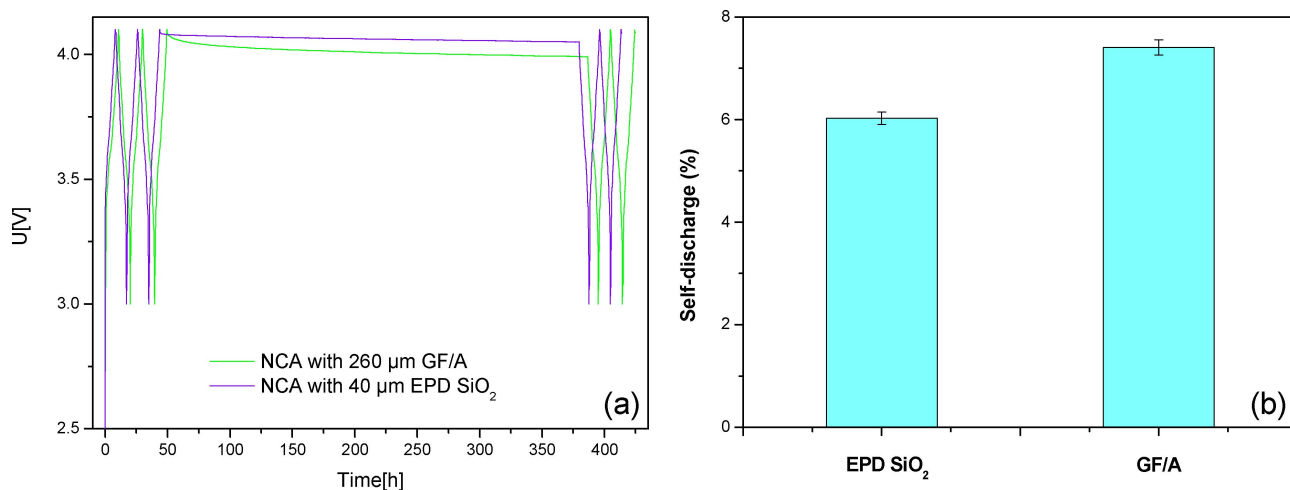 4.0
3.5
3.0
2.5
U[V]
0 50 100 150 200 250 300 350 400
Time[h]
NCA with 260 µm GF/A
NCA with 40 µm EPD SiO₂
(a)
8
6
4
2
0
Self-discharge (%)
EPD SiO₂ GF/A
(b)